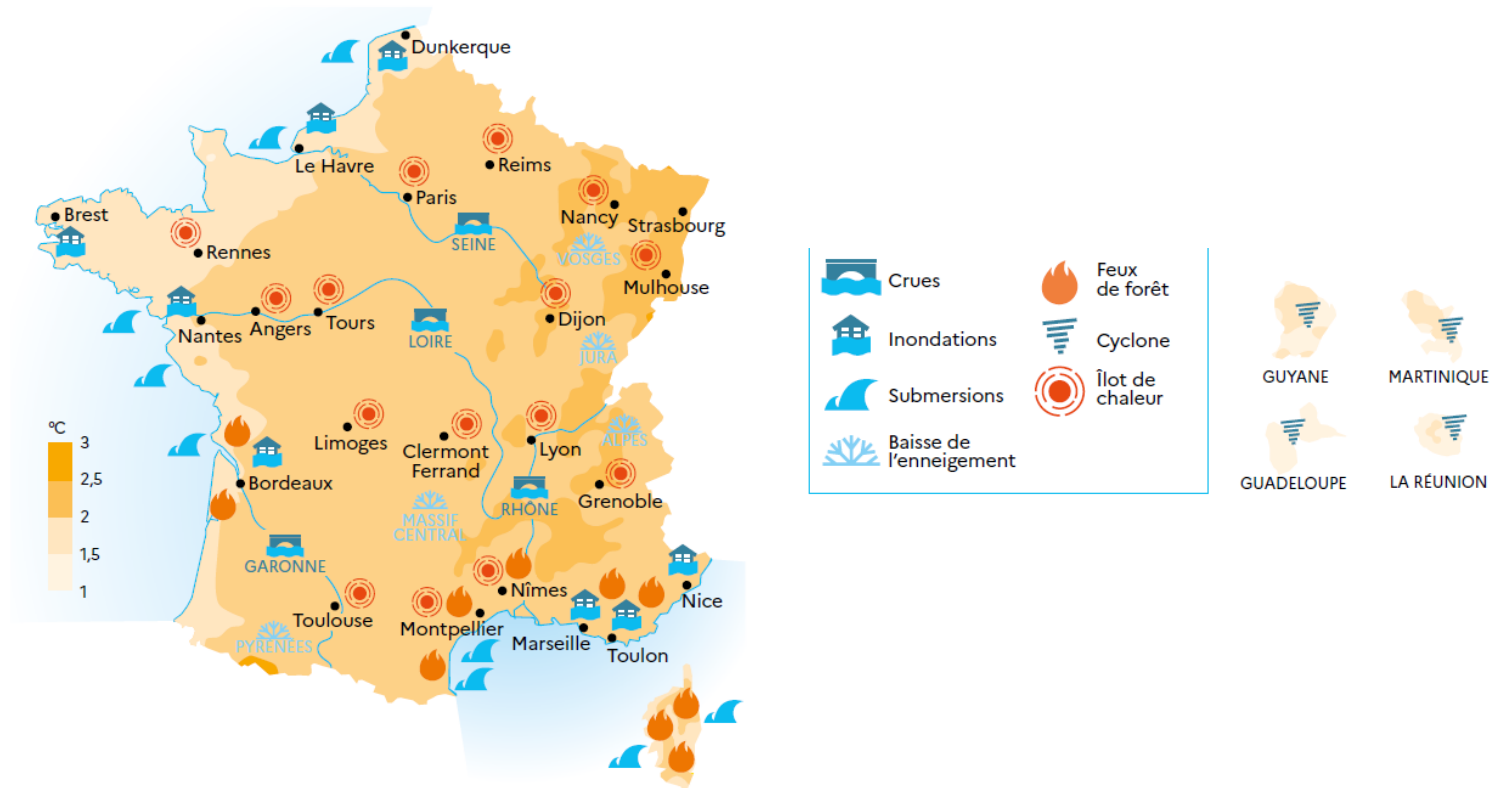 Dunkerque
Le Havre
Reims
Paris
Brest
Nancy
Strasbourg
Rennes
SEINE
VOSGES
Mulhouse
Nantes
Angers
Tours
LOIRE
Dijon
JURA
Limoges
Clermont
Ferrand
Lyon
ALPES
Bordeaux
MASSIF
CENTRAL
RHÔNE
Grenoble
GARONNE
Toulouse
Montpellier
Nîmes
Nice
PYRENÉES
Marseille
Toulon
°C
3
2,5
2
1,5
1
Crues
Inondations
Submersions
Baisse de
l'enneigement
Feux
de forêt
Cyclone
Îlot de
chaleur
GUYANE
MARTINIQUE
GUADELOUPE
LA RÉUNION